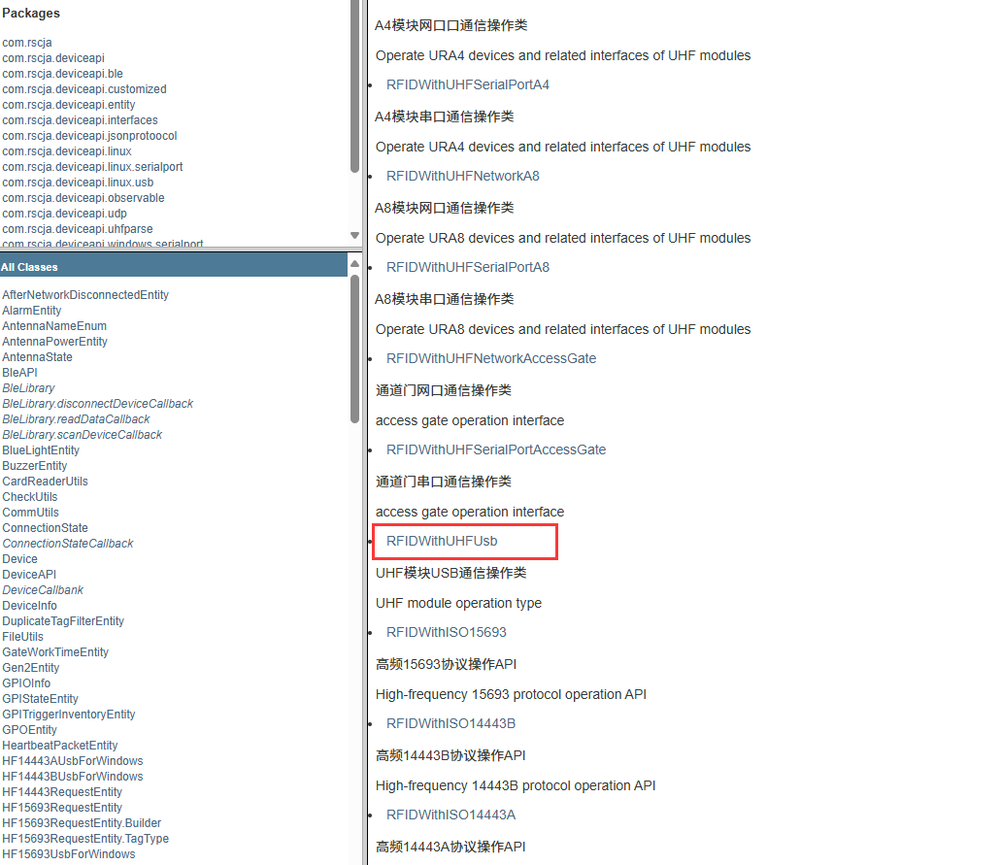 Packages
com.rscja
com.rscja.deviceapi
com.rscja.deviceapi.ble
com.rscja.deviceapi.customized
com.rscja.deviceapi.entity
com.rscja.deviceapi.interfaces
com.rscja.deviceapi.jsonprotoocol
com.rscja.deviceapi.linux
com.rscja.deviceapi.linux.serialport
com.rscja.deviceapi.linux.usb
com.rscja.deviceapi.observable
com.rscja.deviceapi.udp
com.rscja.deviceapi.uhfparse
com.rscja.deviceapi.windows.serialport
All Classes
AfterNetworkDisconnectedEntity
AlarmEntity
AntennaNameEnum
AntennaPowerEntity
AntennaState
BleAPI
BleLibrary
BleLibrary.disconnectDeviceCallback
BleLibrary.readDataCallback
BleLibrary.scanDeviceCallback
BlueLightEntity
BuzzerEntity
CardReaderUtils
CheckUtils
CommUtils
ConnectionState
ConnectionStateCallback
Device
DeviceAPI
DeviceCallbank
DeviceInfo
DuplicateTagFilterEntity
FileUtils
GateWorkTimeEntity
Gen2Entity
GPIOInfo
GPIStateEntity
GPITriggerInventoryEntity
GPOEntity
HeartbeatPacketEntity
HF14443AUsbForWindows
HF14443BUsbForWindows
HF14443RequestEntity
HF15693RequestEntity
HF15693RequestEntity.Builder
HF15693RequestEntity.TagType
HF15693UsbForWindows
A4模块网口口通信操作类
Operate URA4 devices and related interfaces of UHF modules
RFIDWithUHFSerialPortA4
A4模块串口通信操作类
Operate URA4 devices and related interfaces of UHF modules
RFIDWithUHFNetworkA8
A8模块网口通信操作类
Operate URA8 devices and related interfaces of UHF modules
RFIDWithUHFSerialPortA8
A8模块串口通信操作类
Operate URA8 devices and related interfaces of UHF modules
RFIDWithUHFNetworkAccessGate
通道门网口通信操作类
access gate operation interface
RFIDWithUHFSerialPortAccessGate
通道门串口通信操作类
access gate operation interface
RFIDWithUHFUsb
UHF模块USB通信操作类
UHF module operation type
RFIDWithISO15693
高频15693协议操作API
High-frequency 15693 protocol operation API
RFIDWithISO14443B
高频14443B协议操作API
High-frequency 14443B protocol operation API
RFIDWithISO14443A
高频14443A协议操作API